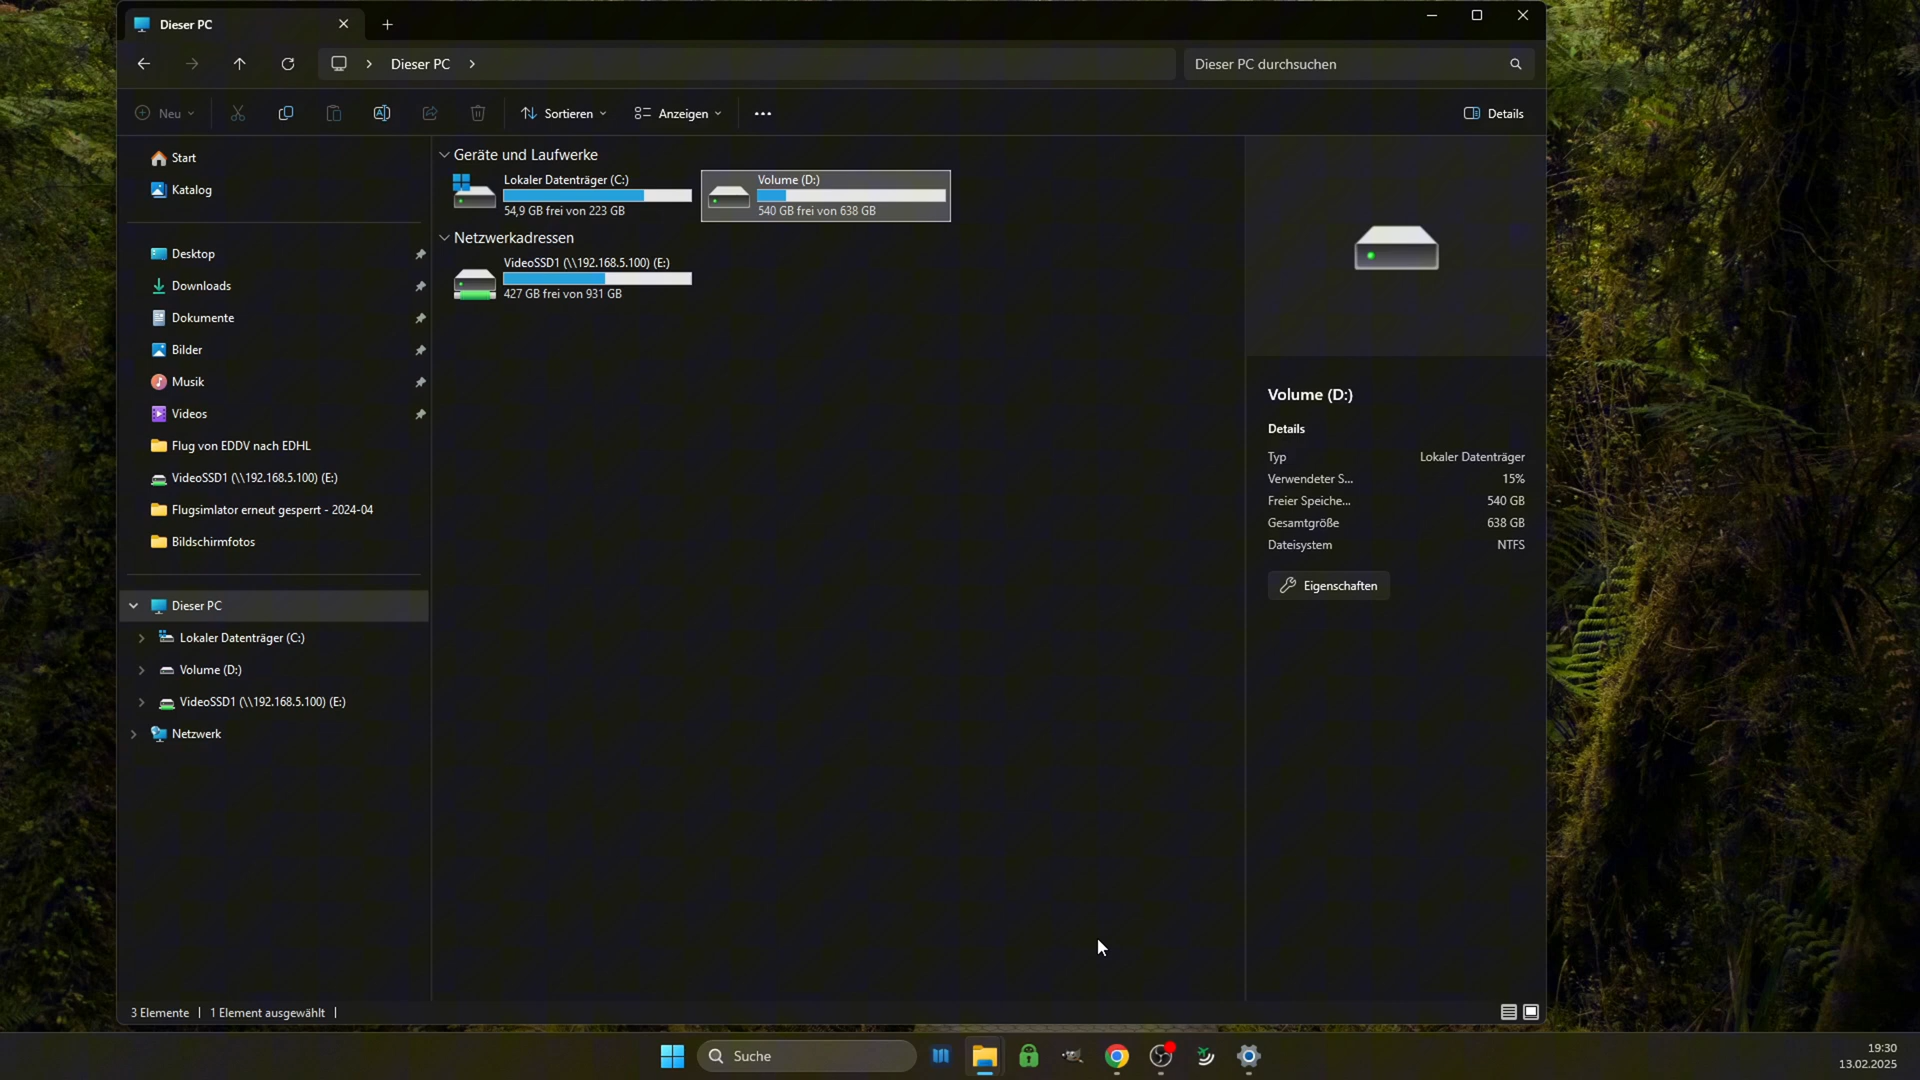 Dieser PC
Dieser PC
Dieser PC durchsuchen
Neu
Sortieren
Anzeigen
Details
Start
Katalog
Desktop
Downloads
Dokumente
Bilder
Musik
Videos
Flug von EDDV nach EDHL
VideoSSD1 (\\192.168.5.100) (E:)
Flugsimlator erneut gesperrt - 2024-04
Bildschirmfotos
Dieser PC
Lokaler Datenträger (C:)
Volume (D:)
VideoSSD1 (\\192.168.5.100) (E:)
Netzwerk
Geräte und Laufwerke
Lokaler Datenträger (C:)
54,9 GB frei von 223 GB
Volume (D:)
540 GB frei von 638 GB
Netzwerkadressen
VideoSSD1 (\\192.168.5.100) (E:)
427 GB frei von 931 GB
Volume (D:)
Details
Typ Lokaler Datenträger
Verwendeter S... 15%
Freier Speiche... 540 GB
Gesamtgröße 638 GB
Dateisystem NTFS
Eigenschaften
3 Elemente
1 Element ausgewählt
Suche
19:30
13.02.2025